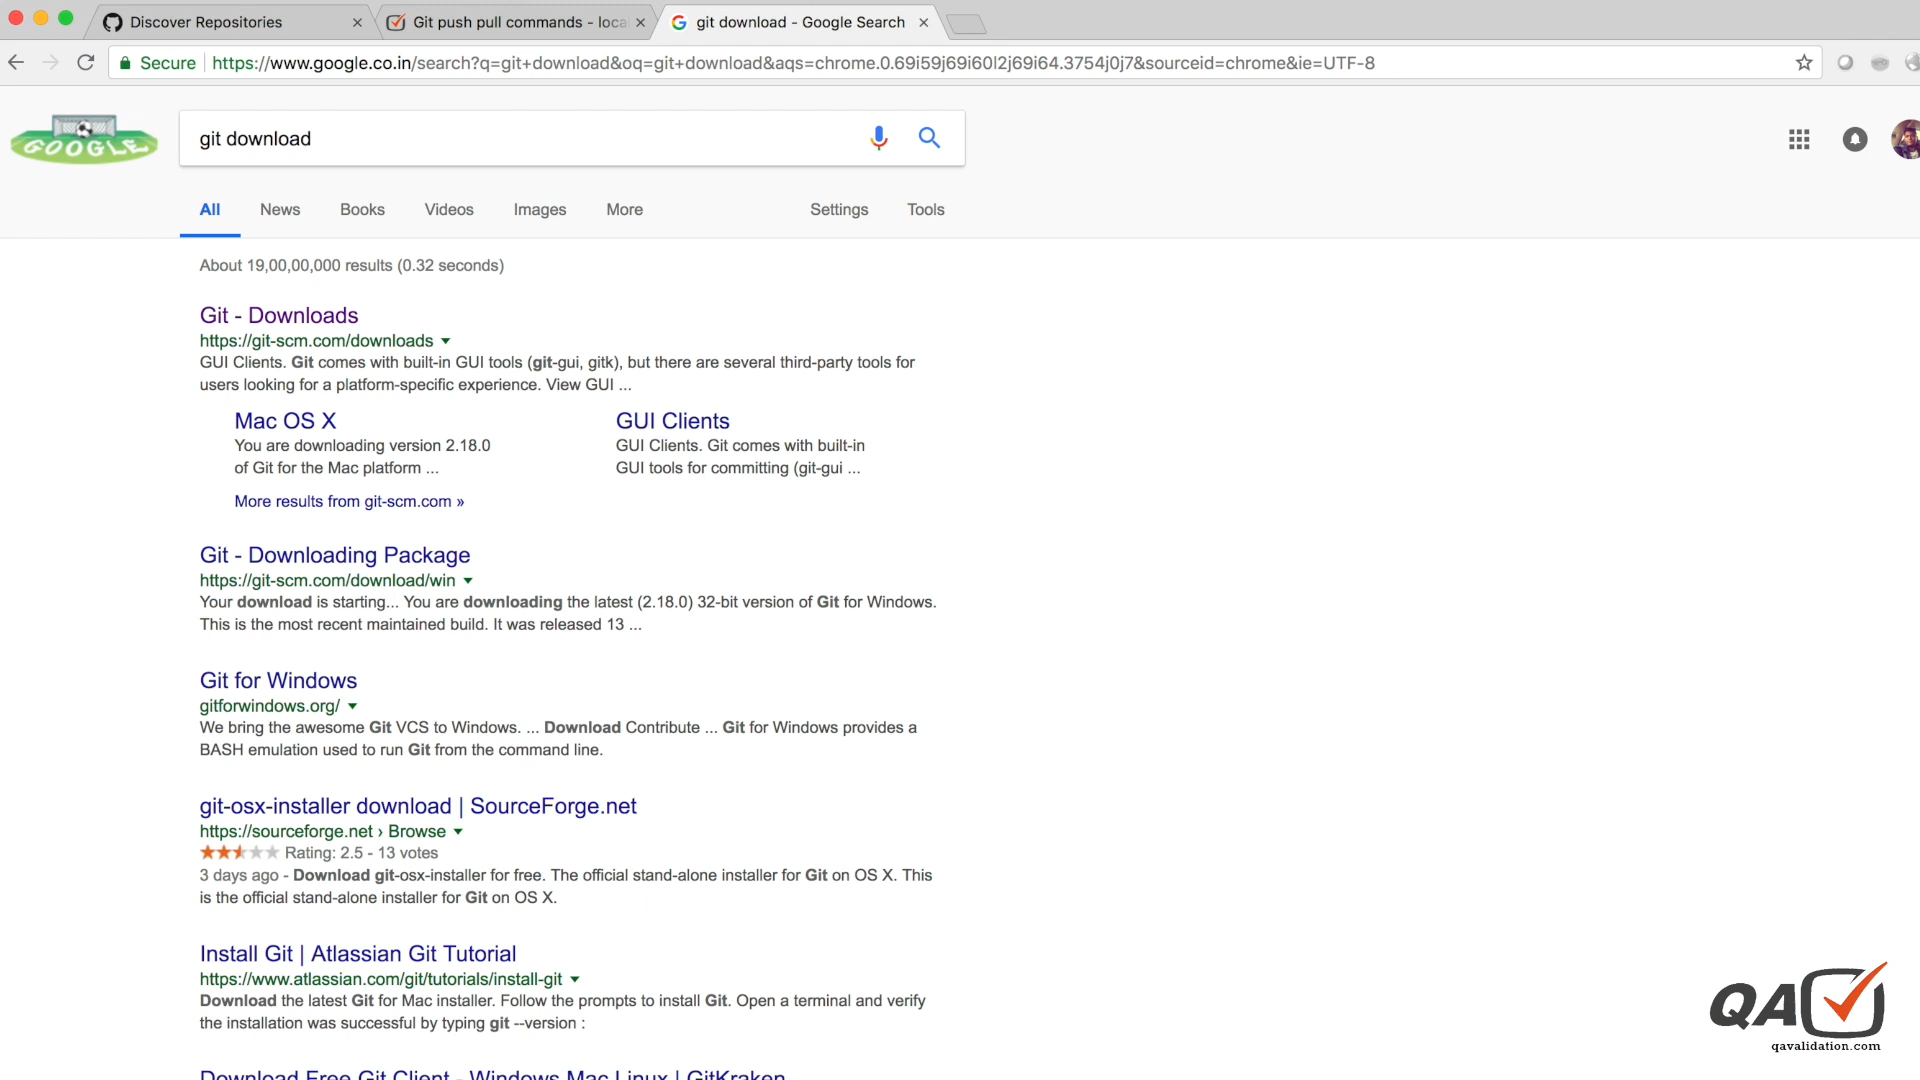 Discover Repositories
Git push pull commands - loca
git download - Google Search
Secure https://www.google.co.in/search?q=git+download&oq=git+download&aqs=chrome.0.69i59j69i60l2j69i64.3754j0j7&sourceid=chrome&ie=UTF-8
GOOGLE
git download
All News Books Videos Images More Settings Tools
About 19,00,00,000 results (0.32 seconds)
Git - Downloads
https://git-scm.com/downloads
GUI Clients. Git comes with built-in GUI tools (git-gui, gitk), but there are several third-party tools for
users looking for a platform-specific experience. View GUI ...
Mac OS X
You are downloading version 2.18.0
of Git for the Mac platform ...
GUI Clients
GUI Clients. Git comes with built-in
GUI tools for committing (git-gui ...
More results from git-scm.com »
Git - Downloading Package
https://git-scm.com/download/win
Your download is starting... You are downloading the latest (2.18.0) 32-bit version of Git for Windows.
This is the most recent maintained build. It was released 13 ...
Git for Windows
gitforwindows.org/
We bring the awesome Git VCS to Windows. ... Download Contribute ... Git for Windows provides a
BASH emulation used to run Git from the command line.
git-osx-installer download | SourceForge.net
https://sourceforge.net › Browse
Rating: 2.5 - 13 votes
3 days ago - Download git-osx-installer for free. The official stand-alone installer for Git on OS X. This
is the official stand-alone installer for Git on OS X.
Install Git | Atlassian Git Tutorial
https://www.atlassian.com/git/tutorials/install-git
Download the latest Git for Mac installer. Follow the prompts to install Git. Open a terminal and verify
the installation was successful by typing git --version :
Download Free Git Client - Windows Mac Linux | GitKraken
QA
qavalidation.com